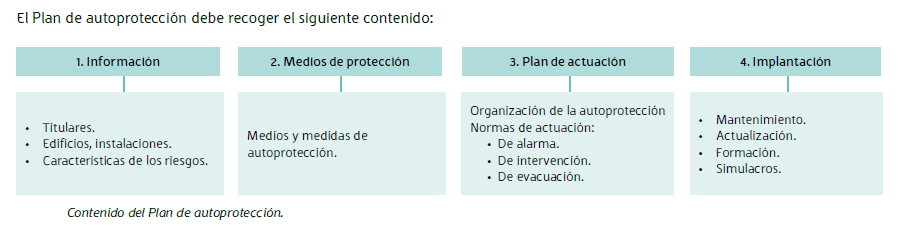 El Plan de autoprotección debe recoger el siguiente contenido:
1. Información
• Titulares.
• Edificios, instalaciones.
• Caracteristicas de los riesgos.
2. Medios de protección
Medios y medidas de
autoprotección.
3. Plan de actuación
Organización de la autoprotección
Normas de actuación:
• De alarma.
• De intervención.
• De evacuación.
4. Implantación
• Mantenimiento.
• Actualización.
• Formación.
• Simulacros.
Contenido del Plan de autoprotección.